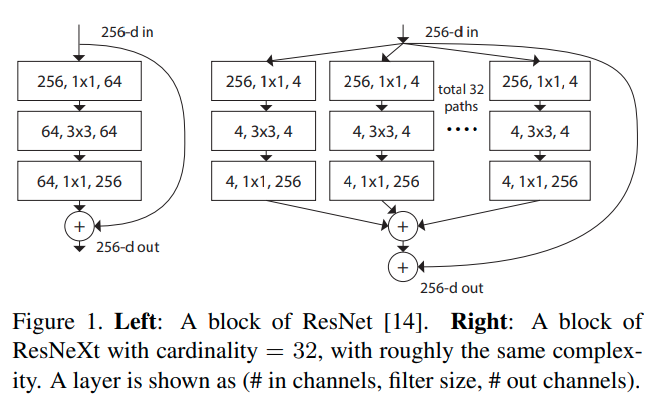 256-d in
256, 1x1, 64
64, 3x3, 64
64, 1x1, 256
+
256-d out
256-d in
256, 1x1, 4
256, 1x1, 4
total 32
paths
....
256, 1x1, 4
4, 3x3, 4
4, 3x3, 4
4, 3x3, 4
4, 1x1, 256
4, 1x1, 256
4, 1x1, 256
+
+
256-d out
Figure 1. Left: A block of ResNet [14]. Right: A block of
ResNeXt with cardinality = 32, with roughly the same complex-
ity. A layer is shown as (# in channels, filter size, # out channels).